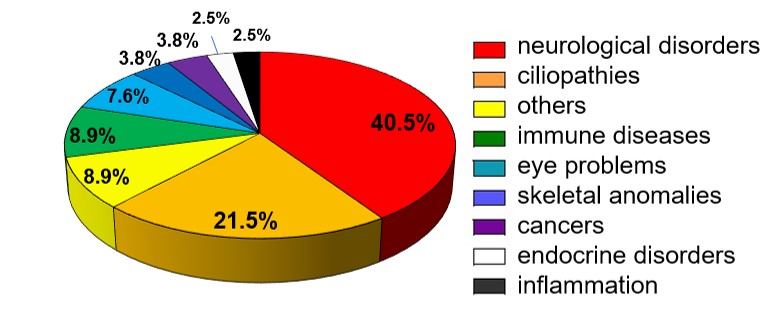 2.5%
3.8%
2.5%
3.8%
7.6%
40.5%
8.9%
8.9%
21.5%
neurological disorders
ciliopathies
others
immune diseases
eye problems
skeletal anomalies
cancers
endocrine disorders
inflammation